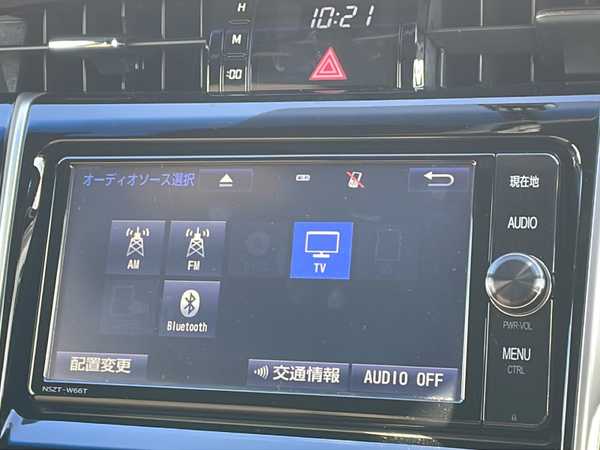 H
10:21
M
:00
オーディオソース選択
現在地
AUDIO
AM
FM
TV
Bluetooth
PWR·VOL
MENU
CTRL
配置変更
交通情報
AUDIO OFF
NSZT-W66T